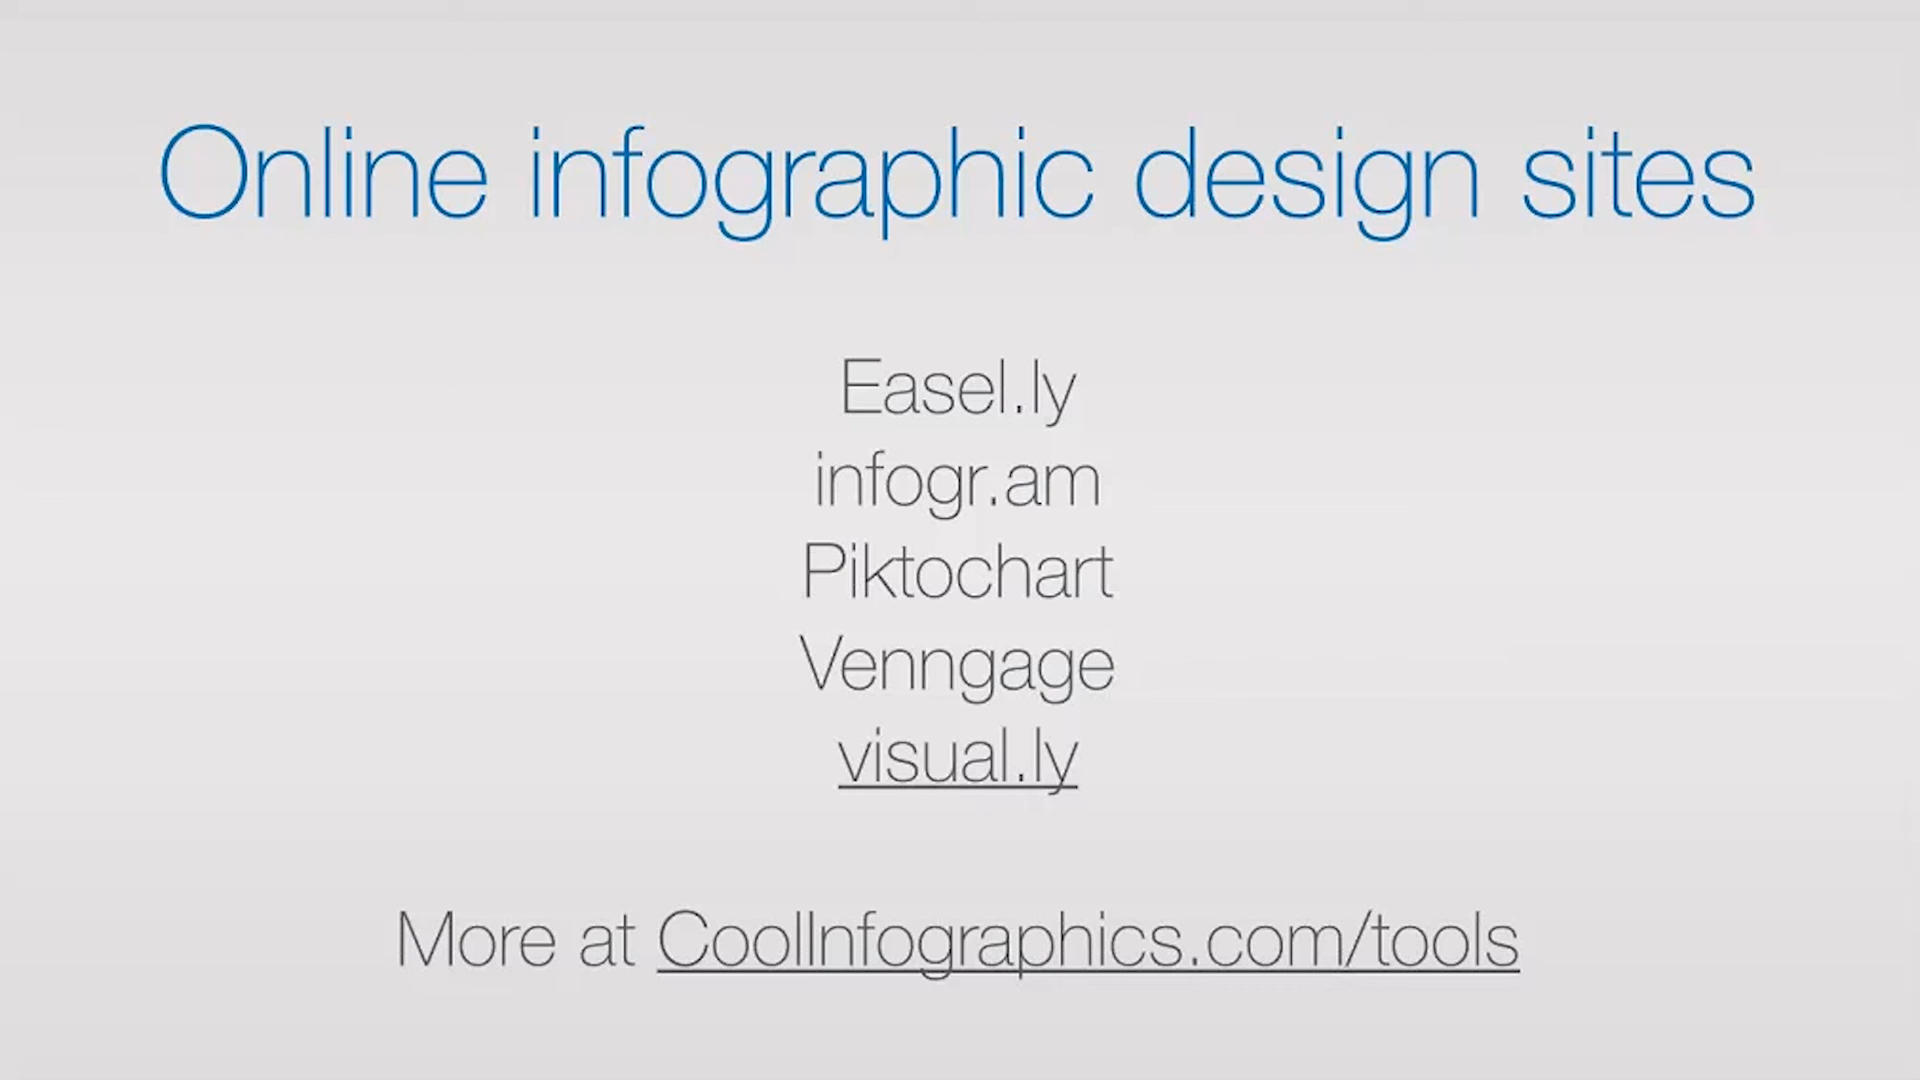 Online infographic design sites
Easel.ly
infogr.am
Piktochart
Venngage
visual.ly
More at CoolInfographics.com/tools